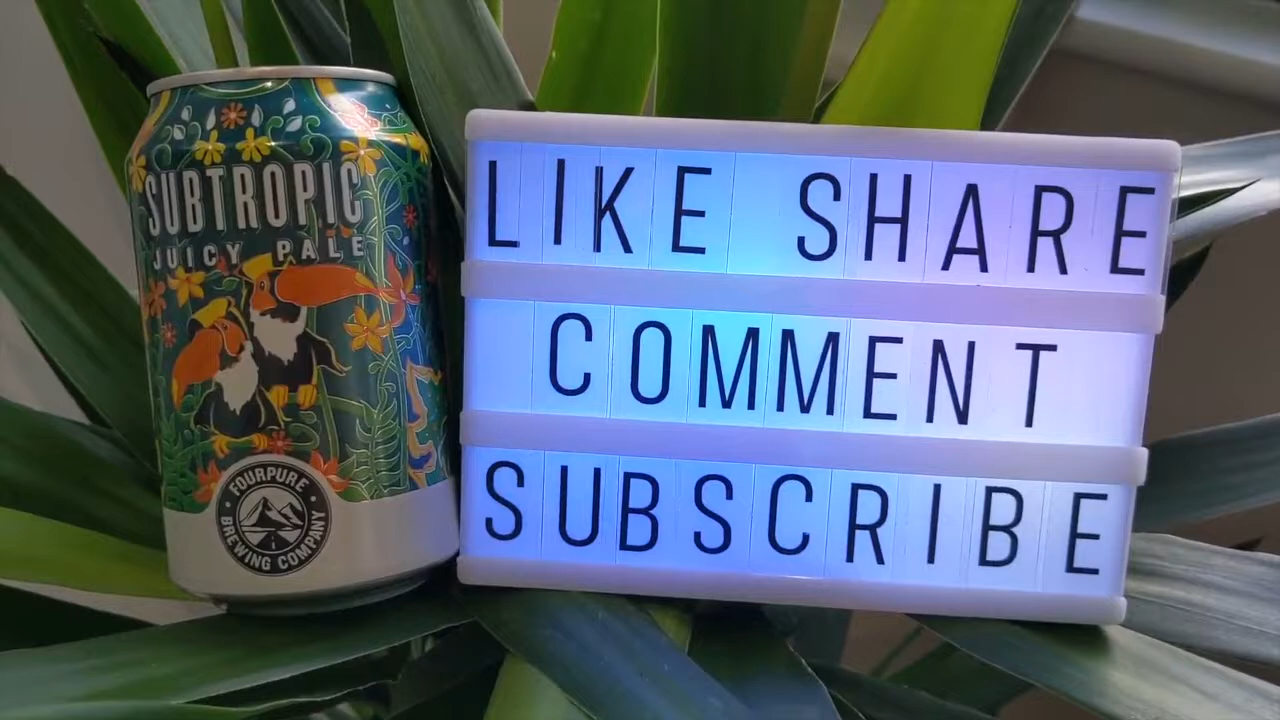 SUBTROPIC
JUICY PALE
FOURPURE
BREWING COMPANY
LIKE SHARE
COMMENT
SUBSCRIBE